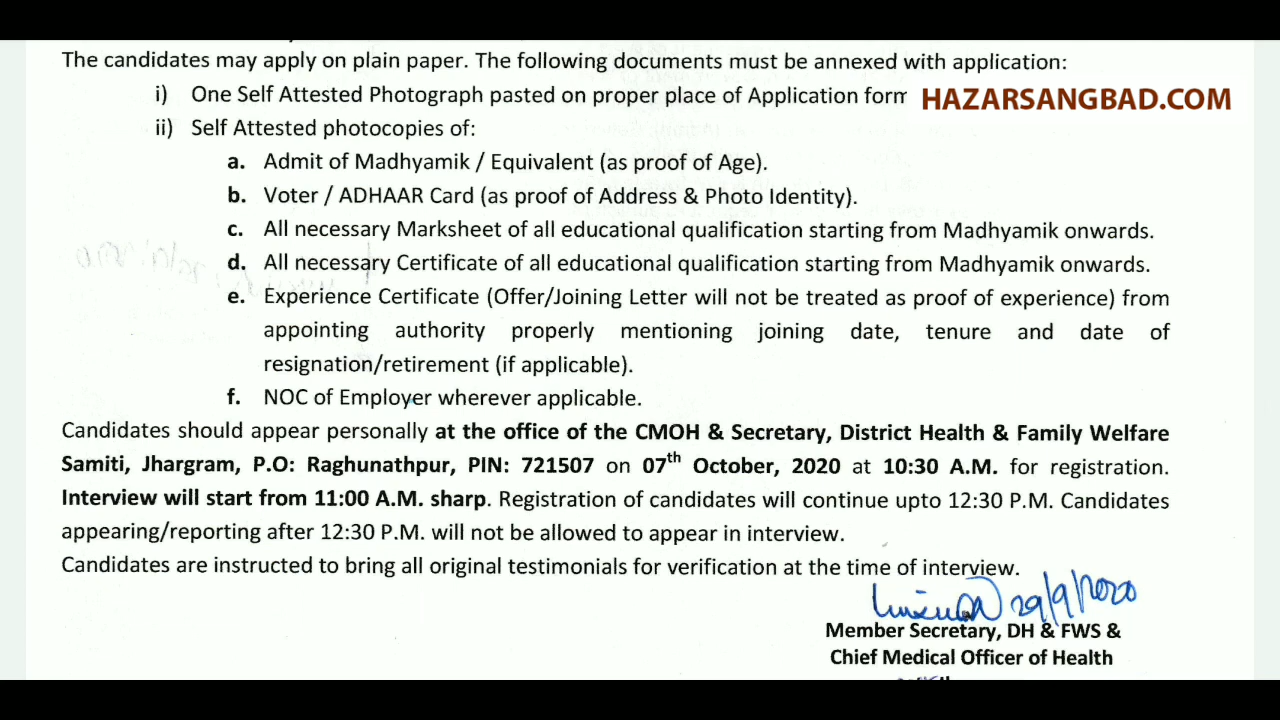 The candidates may apply on plain paper. The following documents must be annexed with application:
i) One Self Attested Photograph pasted on proper place of Application form
HAZARSANGBAD.COM
ii) Self Attested photocopies of:
a. Admit of Madhyamik / Equivalent (as proof of Age).
b. Voter / ADHAAR Card (as proof of Address & Photo Identity).
c. All necessary Marksheet of all educational qualification starting from Madhyamik onwards.
d. All necessary Certificate of all educational qualification starting from Madhyamik onwards.
e. Experience Certificate (Offer/Joining Letter will not be treated as proof of experience) from
appointing authority properly mentioning joining date, tenure and date of
resignation/retirement (if applicable).
f. NOC of Employer wherever applicable.
Candidates should appear personally at the office of the CMOH & Secretary, District Health & Family Welfare
Samiti, Jhargram, P.O: Raghunathpur, PIN: 721507 on 07th October, 2020 at 10:30 A.M. for registration.
Interview will start from 11:00 A.M. sharp. Registration of candidates will continue upto 12:30 P.M. Candidates
appearing/reporting after 12:30 P.M. will not be allowed to appear in interview.
Candidates are instructed to bring all original testimonials for verification at the time of interview.
29/9/2020
Member Secretary, DH & FWS &
Chief Medical Officer of Health